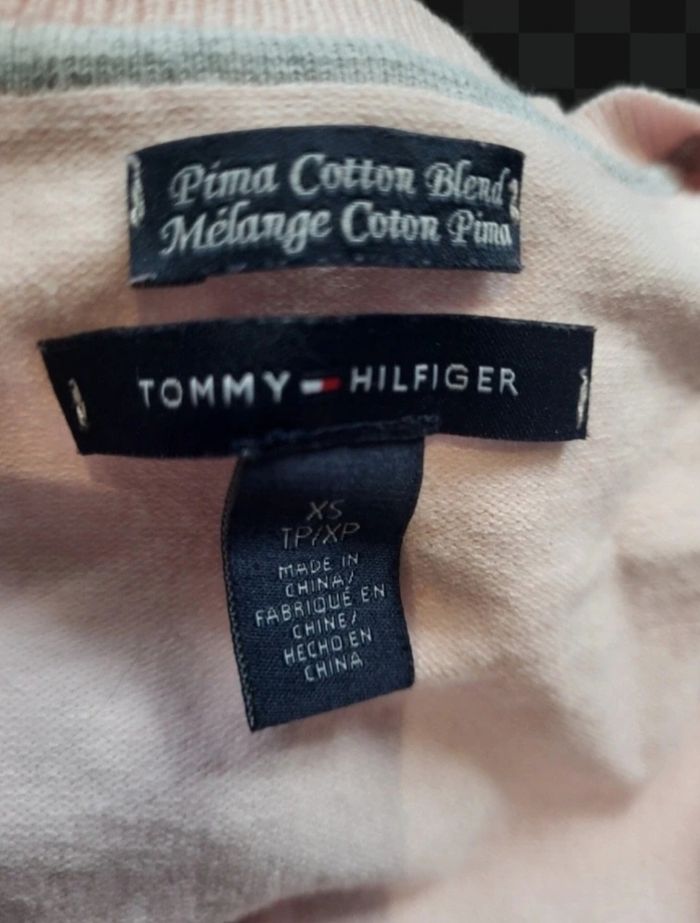 Pima Cotton Blend
Mélange Coton Pima
TOMMY HILFIGER
XS
TP/XP
MADE IN
CHINA/
FABRIQUÉ EN
CHINE/
HECHO EN
CHINA